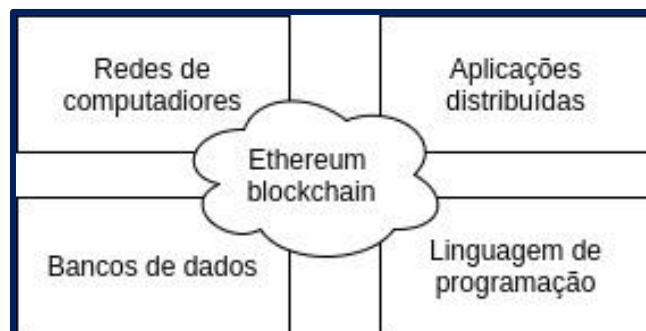 Redes de
computadiores
Aplicações
distribuídas
Ethereum
blockchain
Bancos de dados
Linguagem de
programação